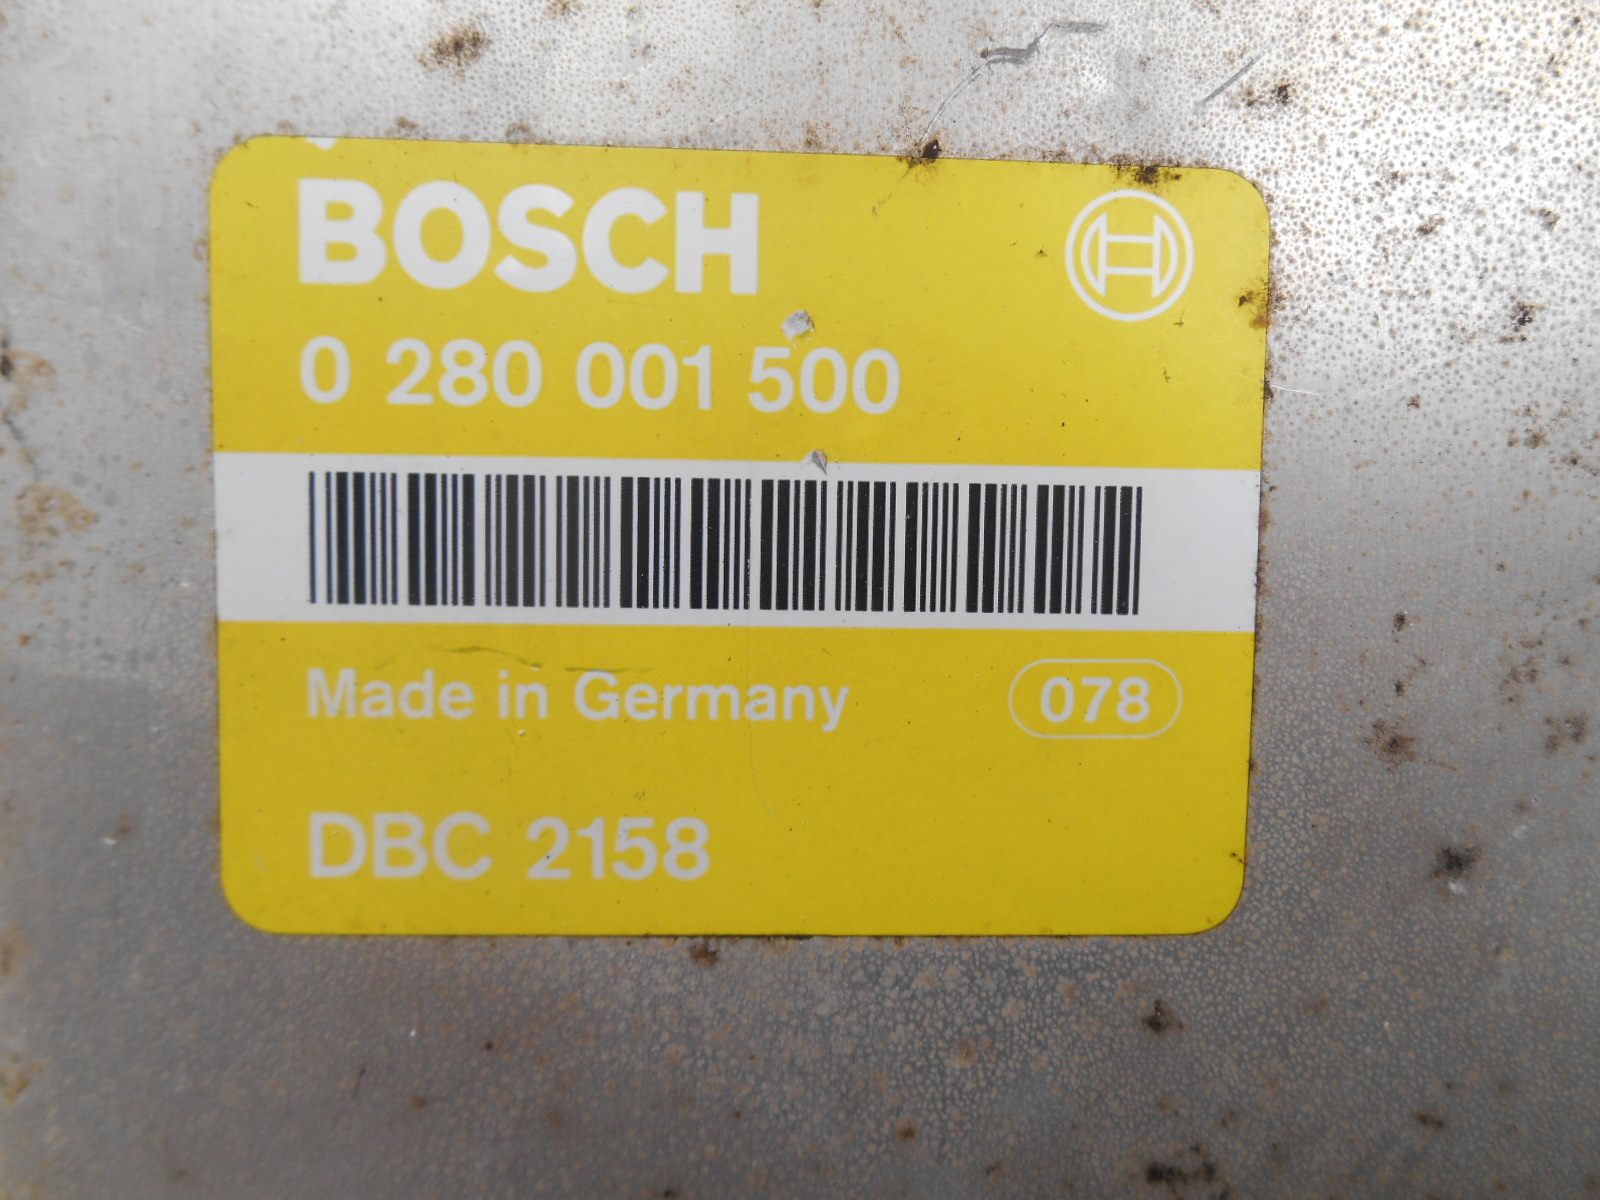 BOSCH
0 280 001 500
Made in Germany 078
DBC 2158